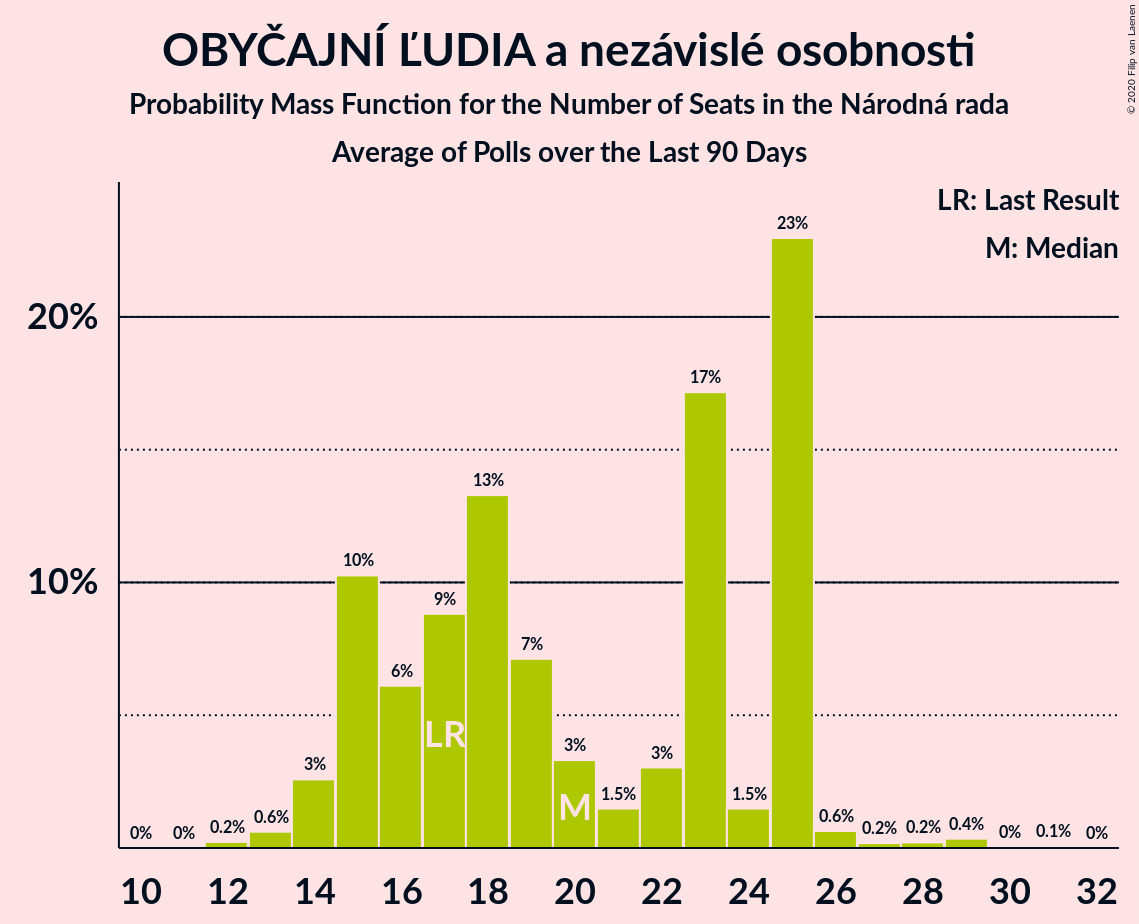 OBYČAJNÍ ĽUDIA a nezávislé osobnosti
Probability Mass Function for the Number of Seats in the Národná rada
Average of Polls over the Last 90 Days
© 2020 Filip van Laenen
LR: Last Result
M: Median
20%
10%
0%
0%
0.2%
0.6%
3%
10%
6%
9%
13%
7%
3%
1.5%
3%
17%
1.5%
23%
0.6%
0.2%
0.2%
0.4%
0%
0.1%
0%
LR
M
10 12 14 16 18 20 22 24 26 28 30 32